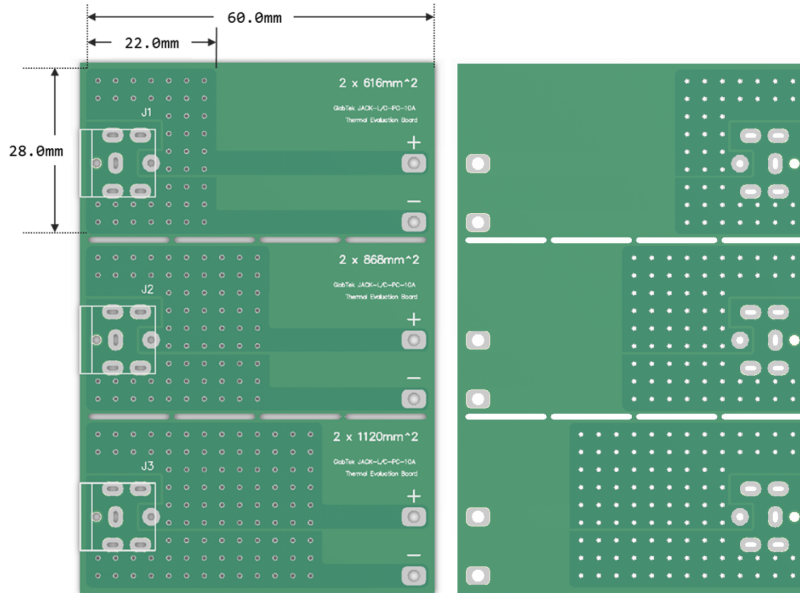 60.0mm
22.0mm
28.0mm
2 x 616mm^2
GlobTek JACK-L/C-PC-10A
Thermal Evaluation Board
J1
+
−
2 x 868mm^2
GlobTek JACK-L/C-PC-10A
Thermal Evaluation Board
J2
+
−
2 x 1120mm^2
GlobTek JACK-L/C-PC-10A
Thermal Evaluation Board
J3
+
−